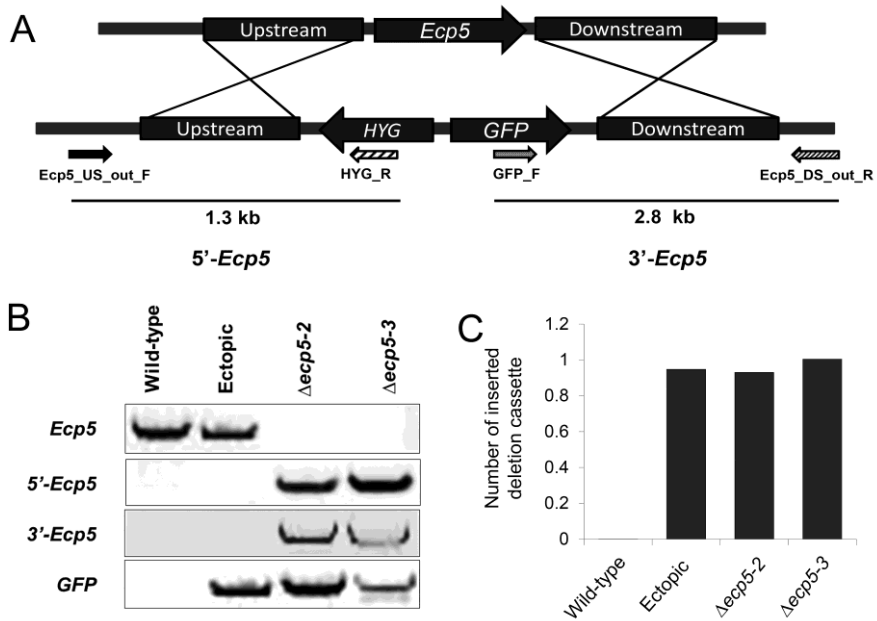 A
Upstream Ecp5 Downstream
Upstream HYG GFP Downstream
Ecp5_US_out_F HYG_R GFP_F Ecp5_DS_out_R
1.3 kb 2.8 kb
5’-Ecp5 3’-Ecp5
B
Wild-type Ectopic Δecp5-2 Δecp5-3
Ecp5
5’-Ecp5
3’-Ecp5
GFP
C
Number of inserted
deletion cassette
1.2
1
0.8
0.6
0.4
0.2
0
Wild-type Ectopic Δecp5-2 Δecp5-3